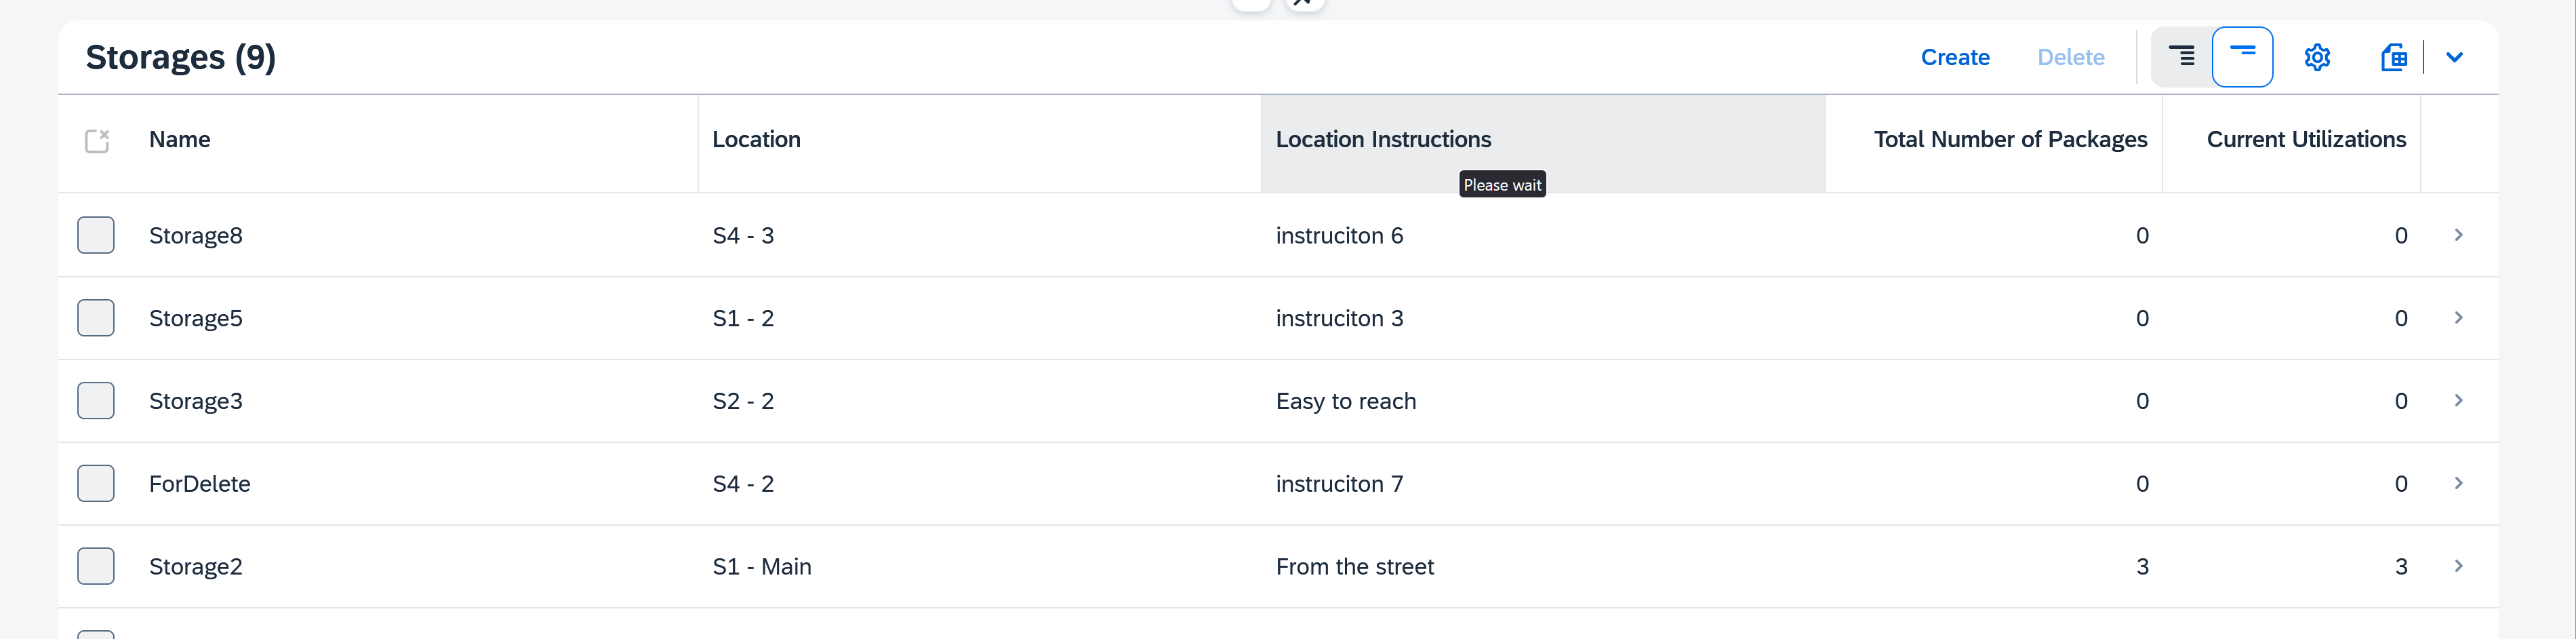 Storages (9) Create Delete
Name Location Location Instructions Total Number of Packages Current Utilizations
Please wait
Storage8 S4 - 3 instruciton 6 0 0
Storage5 S1 - 2 instruciton 3 0 0
Storage3 S2 - 2 Easy to reach 0 0
ForDelete S4 - 2 instruciton 7 0 0
Storage2 S1 - Main From the street 3 3